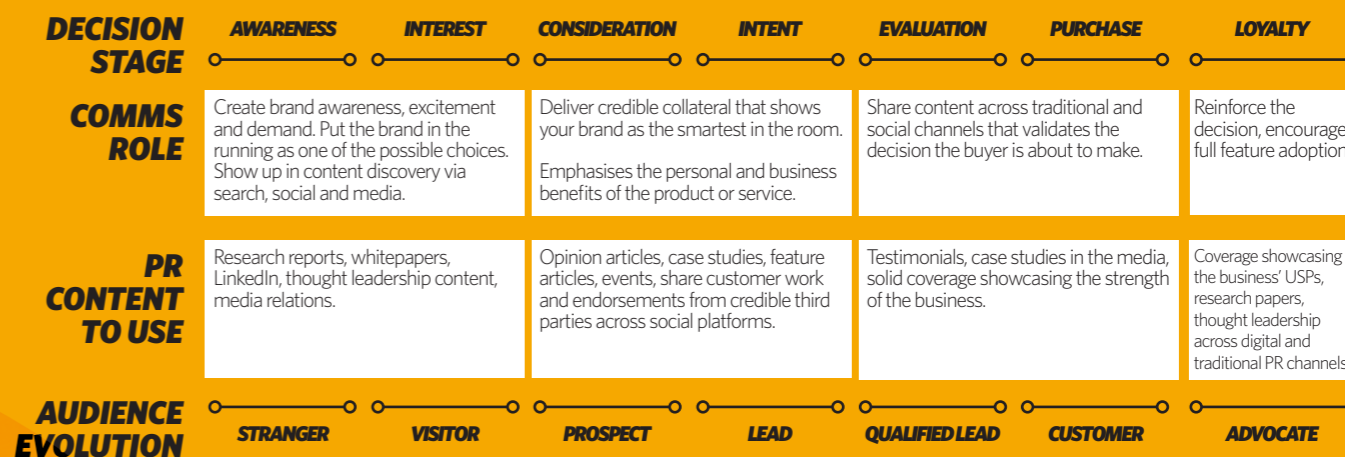 DECISION
STAGE
AWARENESS INTEREST CONSIDERATION INTENT EVALUATION PURCHASE LOYALTY
COMMS
ROLE
Create brand awareness, excitement
and demand. Put the brand in the
running as one of the possible choices.
Show up in content discovery via
search, social and media.
Deliver credible collateral that shows
your brand as the smartest in the room.
Emphasises the personal and business
benefits of the product or service.
Share content across traditional and
social channels that validates the
decision the buyer is about to make.
Reinforce the
decision, encourage
full feature adoption
PR
CONTENT
TO USE
Research reports, whitepapers,
LinkedIn, thought leadership content,
media relations.
Opinion articles, case studies, feature
articles, events, share customer work
and endorsements from credible third
parties across social platforms.
Testimonials, case studies in the media,
solid coverage showcasing the strength
of the business.
Coverage showcasing
the business’ USPs,
research papers,
thought leadership
across digital and
traditional PR channels
AUDIENCE
EVOLUTION
STRANGER VISITOR PROSPECT LEAD QUALIFIED LEAD CUSTOMER ADVOCATE